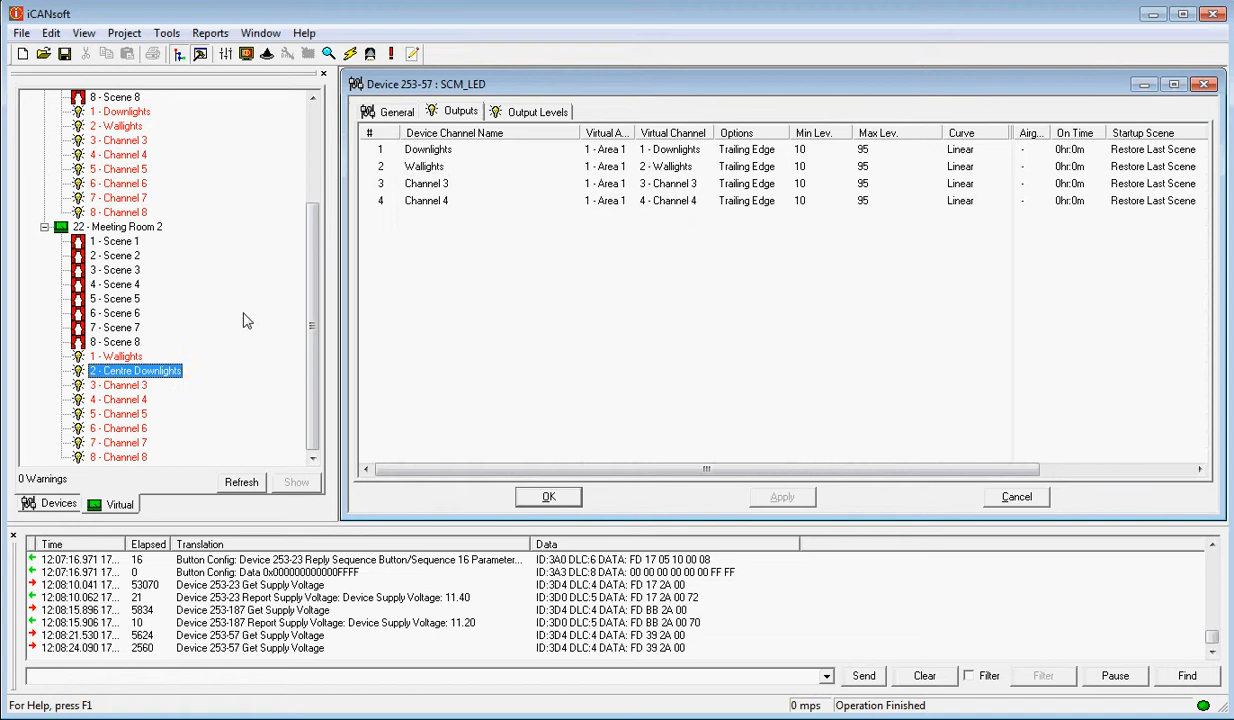 iCANsoft
File Edit View Project Tools Reports Window Help
8 - Scene 8
1 - Downlights
2 - Wallights
3 - Channel 3
4 - Channel 4
5 - Channel 5
6 - Channel 6
7 - Channel 7
8 - Channel 8
22 - Meeting Room 2
1 - Scene 1
2 - Scene 2
3 - Scene 3
4 - Scene 4
5 - Scene 5
6 - Scene 6
7 - Scene 7
8 - Scene 8
1 - Wallights
2 - Centre Downlights
3 - Channel 3
4 - Channel 4
5 - Channel 5
6 - Channel 6
7 - Channel 7
8 - Channel 8
0 Warnings
Refresh Show
Devices Virtual
Device 253-57 : SCM_LED
General Outputs Output Levels
# Device Channel Name Virtual A... Virtual Channel Options Min Lev. Max Lev. Curve Airg... On Time Startup Scene
1 Downlights 1 - Area 1 1 - Downlights Trailing Edge 10 95 Linear - 0hr:0m Restore Last Scene
2 Wallights 1 - Area 1 2 - Wallights Trailing Edge 10 95 Linear - 0hr:0m Restore Last Scene
3 Channel 3 1 - Area 1 3 - Channel 3 Trailing Edge 10 95 Linear - 0hr:0m Restore Last Scene
4 Channel 4 1 - Area 1 4 - Channel 4 Trailing Edge 10 95 Linear - 0hr:0m Restore Last Scene
OK Apply Cancel
Time Elapsed Translation Data
12:07:16.971 17... 16 Button Config: Device 253-23 Reply Sequence Button/Sequence 16 Parameter... ID:3A0 DLC:6 DATA: FD 17 05 10 00 08
12:07:16.971 17... 0 Button Config: Data 0x000000000000FFFF ID:3A3 DLC:8 DATA: 00 00 00 00 00 00 FF FF
12:08:10.041 17... 53070 Device 253-23 Get Supply Voltage ID:3D4 DLC:4 DATA: FD 17 2A 00
12:08:10.062 17... 21 Device 253-23 Report Supply Voltage: Device Supply Voltage: 11.40 ID:3D0 DLC:5 DATA: FD 17 2A 00 72
12:08:15.896 17... 5834 Device 253-187 Get Supply Voltage ID:3D4 DLC:4 DATA: FD BB 2A 00
12:08:15.906 17... 10 Device 253-187 Report Supply Voltage: Device Supply Voltage: 11.20 ID:3D0 DLC:5 DATA: FD BB 2A 00 70
12:08:21.530 17... 5624 Device 253-57 Get Supply Voltage ID:3D4 DLC:4 DATA: FD 39 2A 00
12:08:24.090 17... 2560 Device 253-57 Get Supply Voltage ID:3D4 DLC:4 DATA: FD 39 2A 00
Send Clear Filter Filter Pause Find
For Help, press F1 0 mps Operation Finished